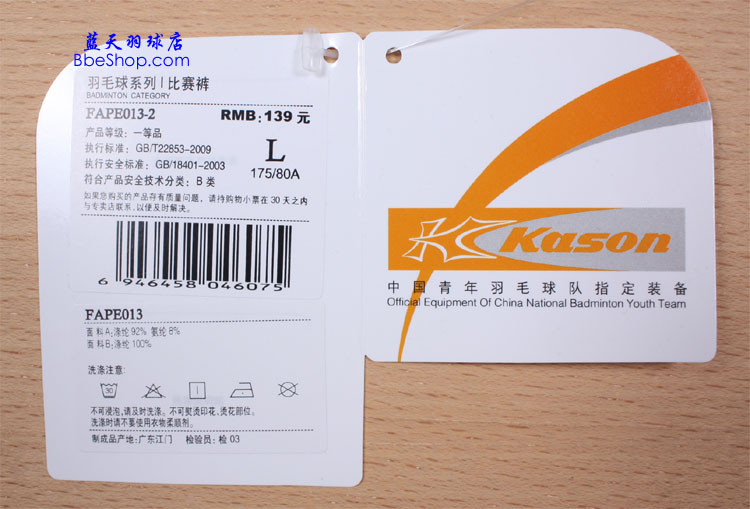 蓝天羽球店
BbeShop.com
羽毛球系列 | 比赛裤
BADMINTON CATEGORY
FAPE013-2 RMB: 139 元
产品等级: 一等品
执行标准: GB/T22853-2009
执行安全标准: GB/18401-2003
符合产品安全技术分类: B 类
L
175/80A
如果您购买的产品存有质量问题, 请待购物小票在 30 天之内
与专卖店联系, 以便及时解决。
6 946458 046075
FAPE013
面 料 A: 涤纶 92% 氨纶 8%
面 料 B: 涤纶 100%
洗涤注意:
30
不可浸泡, 请及时洗涤。不可熨烫印花, 烫花部位。
洗涤时请不要使用衣物柔顺剂。
制成品产地: 广东江门 检验员: 检 03
Kason
中国青年羽毛球队指定装备
Official Equipment Of China National Badminton Youth Team